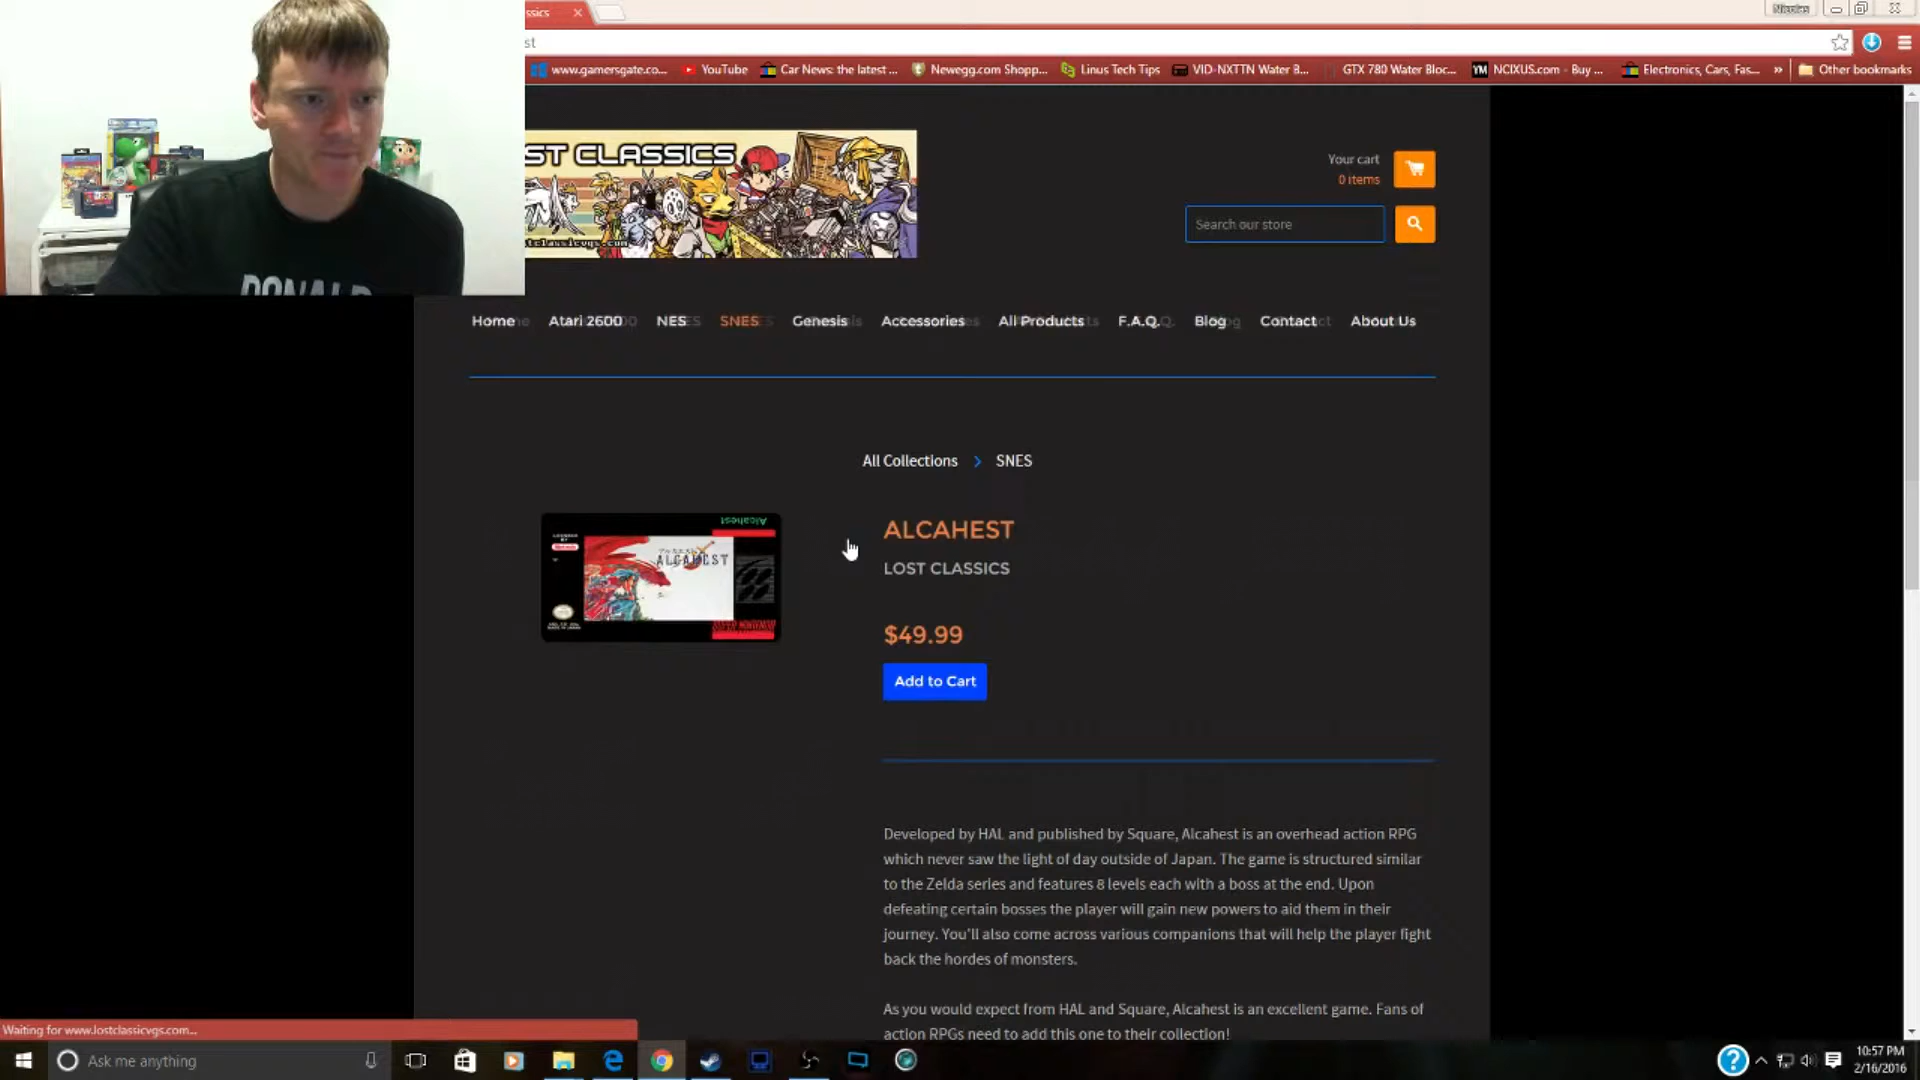 ssics
Nicolas
st
www.gamersgate.co...
YouTube
Car News: the latest ...
Newegg.com Shopp...
Linus Tech Tips
VID-NXTTN Water B...
GTX 780 Water Bloc...
NCIXUS.com - Buy ...
Electronics, Cars, Fas...
»
Other bookmarks
ST CLASSICS
tclassicvgs.com
Your cart
0 items
Search our store
DONALD
Home
Atari 2600
NES
SNES
Genesis
Accessories
All Products
F.A.Q.
Blog
Contact
About Us
All Collections > SNES
Alcahest
ALCAHEST
ALCAHEST
LOST CLASSICS
$49.99
Add to Cart
Developed by HAL and published by Square, Alcahest is an overhead action RPG
which never saw the light of day outside of Japan. The game is structured similar
to the Zelda series and features 8 levels each with a boss at the end. Upon
defeating certain bosses the player will gain new powers to aid them in their
journey. You'll also come across various companions that will help the player fight
back the hordes of monsters.
As you would expect from HAL and Square, Alcahest is an excellent game. Fans of
action RPGs need to add this one to their collection!
Waiting for www.lostclassicvgs.com...
Ask me anything
10:57 PM
2/16/2016